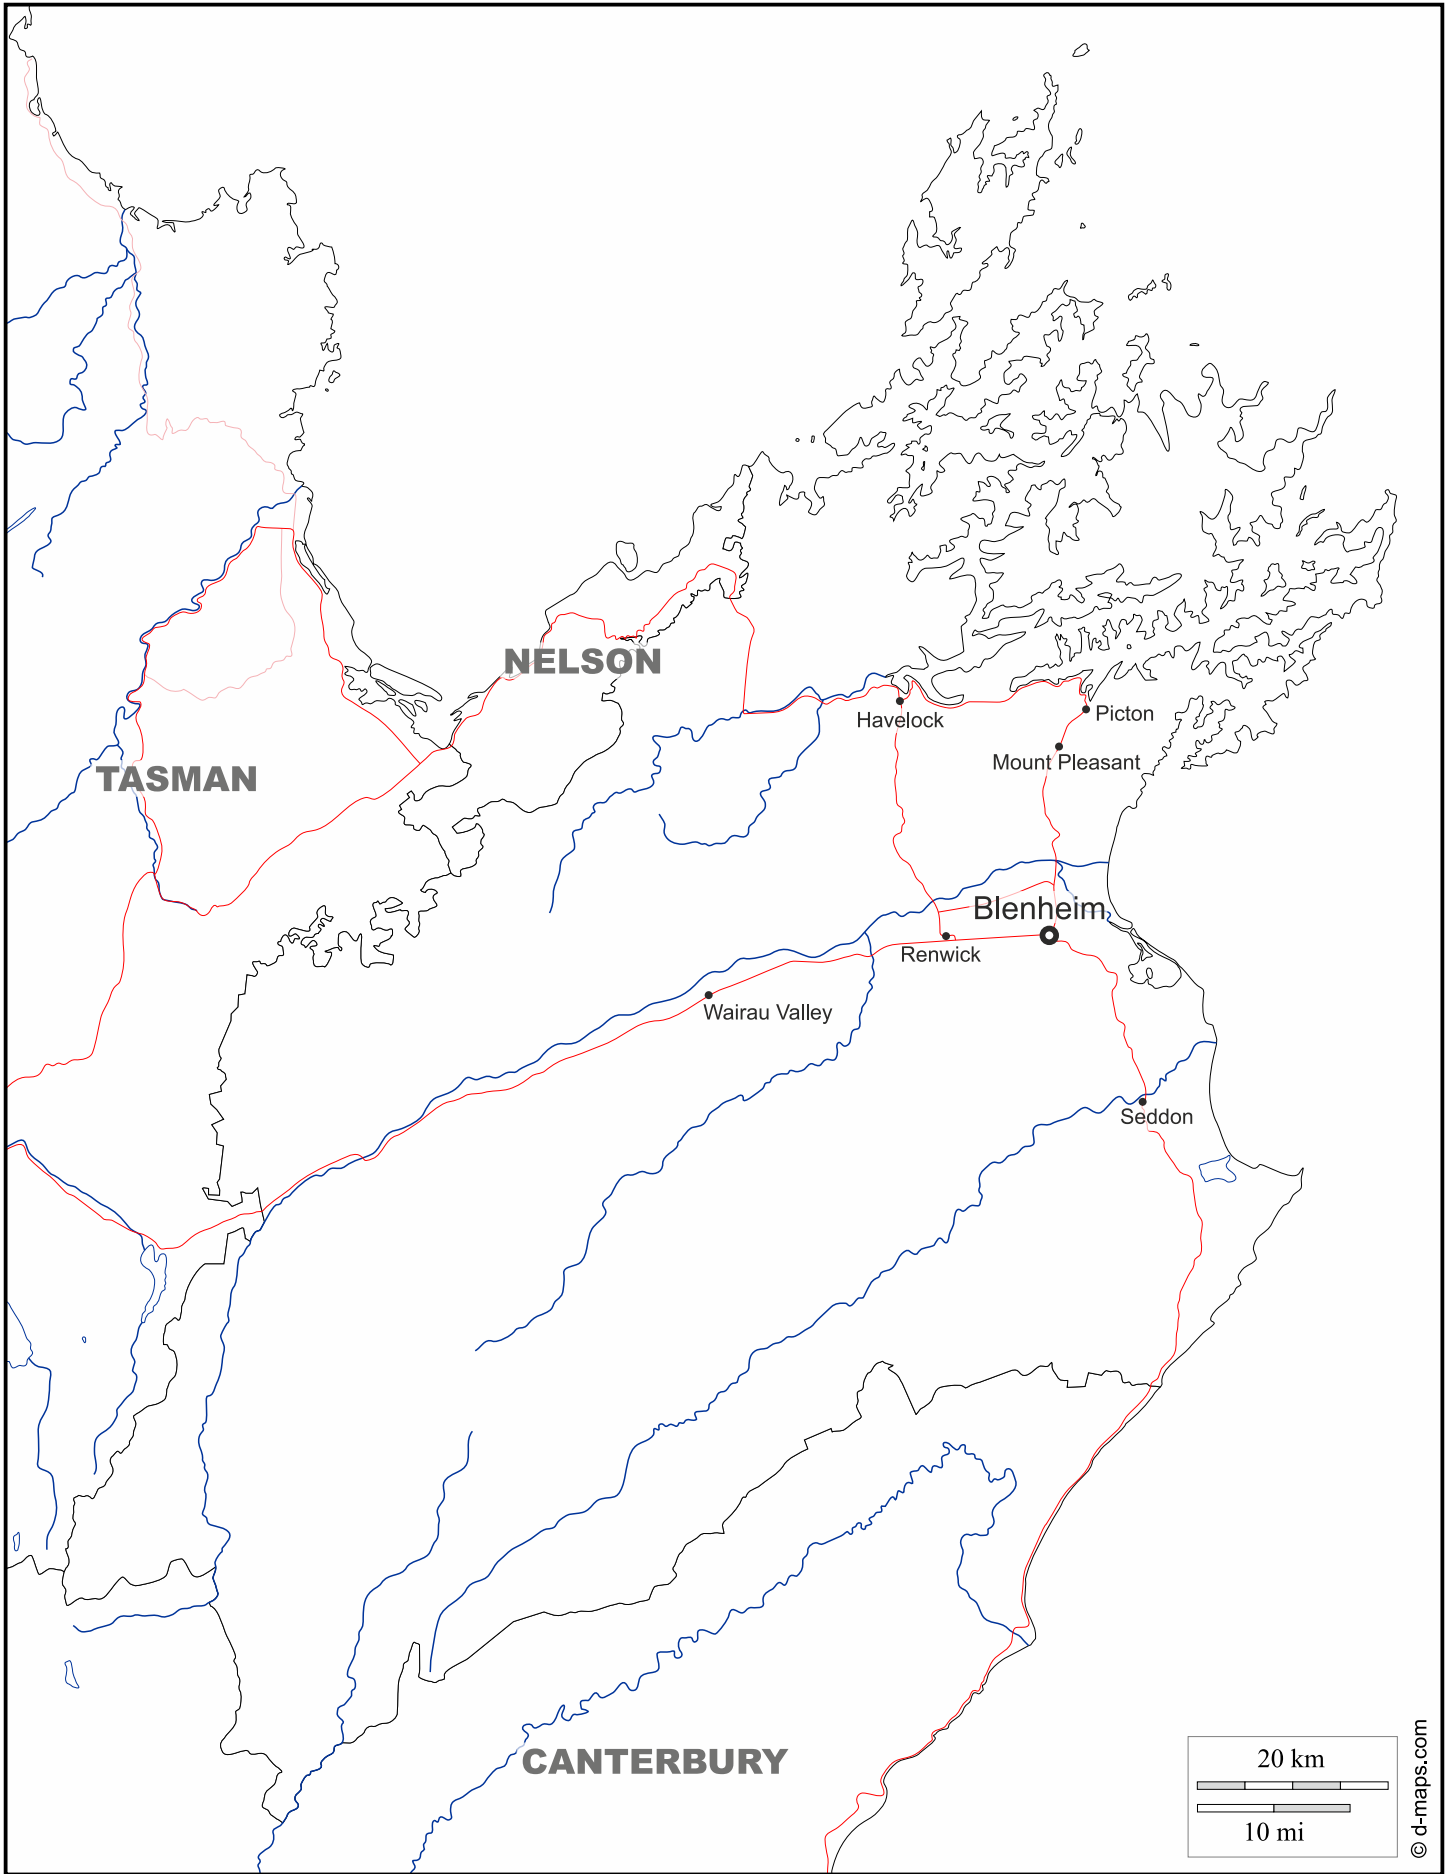 NELSON
Havelock
Picton
Mount Pleasant
TASMAN
Blenheim
Renwick
Wairau Valley
Seddon
CANTERBURY
20 km
10 mi
© d-maps.com